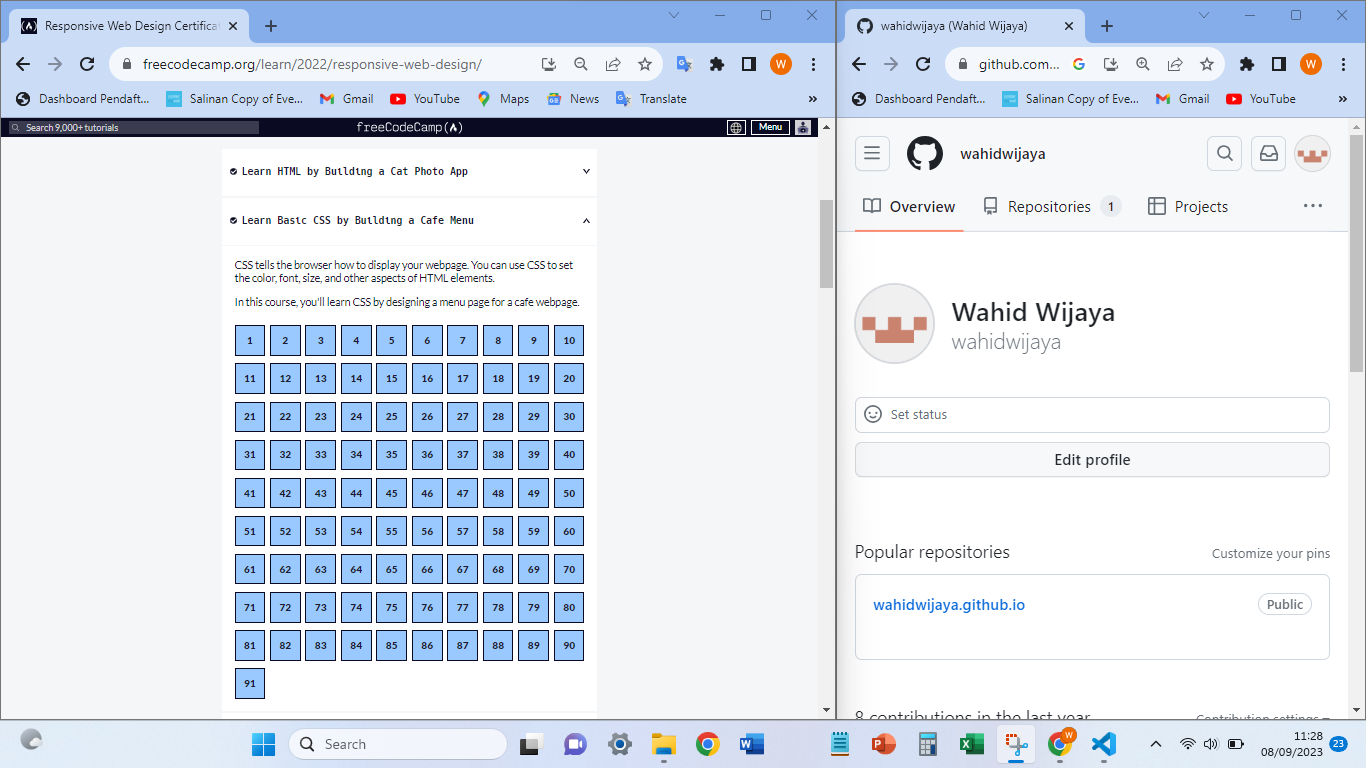 Responsive Web Design Certificat
freecodecamp.org/learn/2022/responsive-web-design/
W
Dashboard Pendaft...
Salinan Copy of Eve...
Gmail
YouTube
Maps
News
Translate
»
Search 9,000+ tutorials
freeCodeCamp(🔥)
Menu
Learn HTML by Building a Cat Photo App
Learn Basic CSS by Building a Cafe Menu
CSS tells the browser how to display your webpage. You can use CSS to set
the color, font, size, and other aspects of HTML elements.
In this course, you'll learn CSS by designing a menu page for a cafe webpage.
1 2 3 4 5 6 7 8 9 10
11 12 13 14 15 16 17 18 19 20
21 22 23 24 25 26 27 28 29 30
31 32 33 34 35 36 37 38 39 40
41 42 43 44 45 46 47 48 49 50
51 52 53 54 55 56 57 58 59 60
61 62 63 64 65 66 67 68 69 70
71 72 73 74 75 76 77 78 79 80
81 82 83 84 85 86 87 88 89 90
91
wahidwijaya (Wahid Wijaya)
github.com...
W
Dashboard Pendaft...
Salinan Copy of Eve...
Gmail
YouTube
»
wahidwijaya
Overview
Repositories 1
Projects
Wahid Wijaya
wahidwijaya
Set status
Edit profile
Popular repositories
Customize your pins
wahidwijaya.github.io
Public
8 contributions in the last year
Contribution settings
Search
11:28
08/09/2023
23